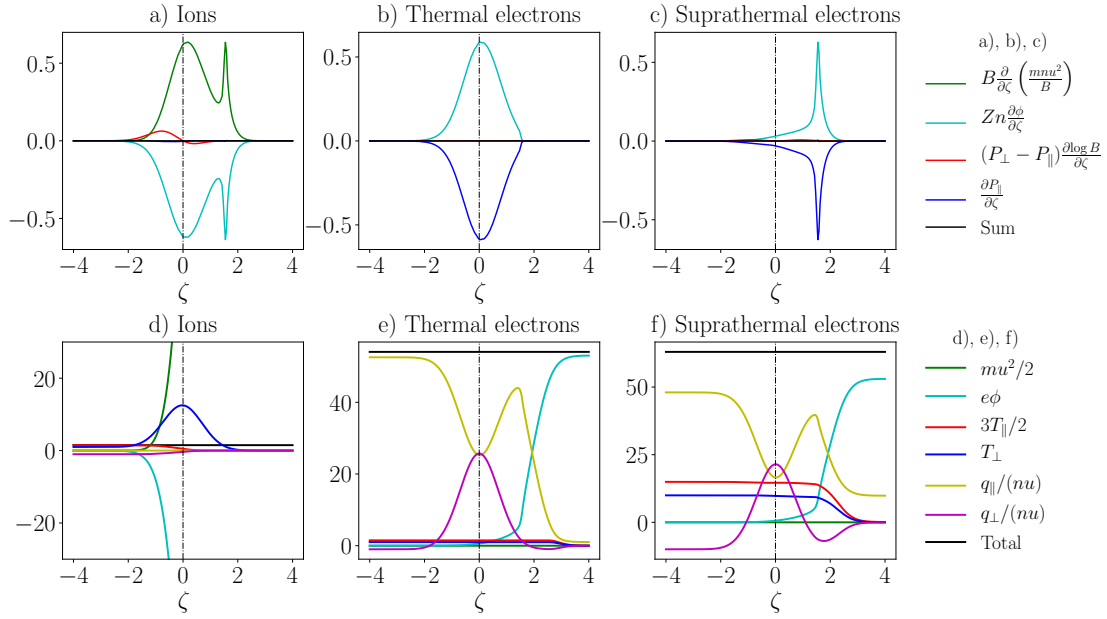 a) Ions
b) Thermal electrons
c) Suprathermal electrons
0.5
0.0
−0.5
−4 −2 0 2 4
ζ
0.5
0.0
−0.5
−4 −2 0 2 4
ζ
0.5
0.0
−0.5
−4 −2 0 2 4
ζ
a), b), c)
B ∂/∂ζ (mnu²/B)
Zn ∂φ/∂ζ
(P⊥ − P∥) ∂log B/∂ζ
∂P∥/∂ζ
Sum
d) Ions
e) Thermal electrons
f) Suprathermal electrons
20
0
−20
−4 −2 0 2 4
ζ
40
20
0
−4 −2 0 2 4
ζ
50
25
0
−4 −2 0 2 4
ζ
d), e), f)
mu²/2
eφ
3T∥/2
T⊥
q∥/(nu)
q⊥/(nu)
Total